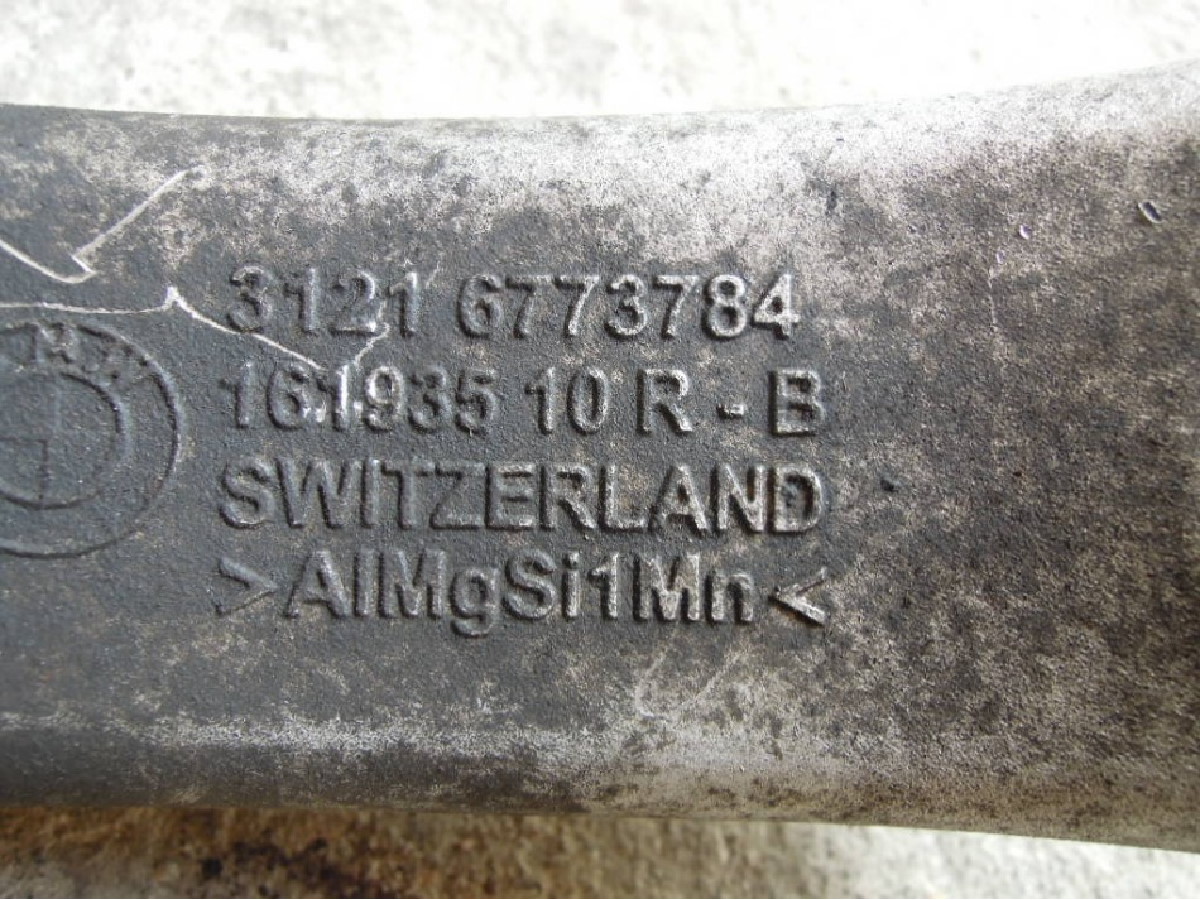 3121 6773784
161935 10 R - B
SWITZERLAND
>AlMgSi1Mn<